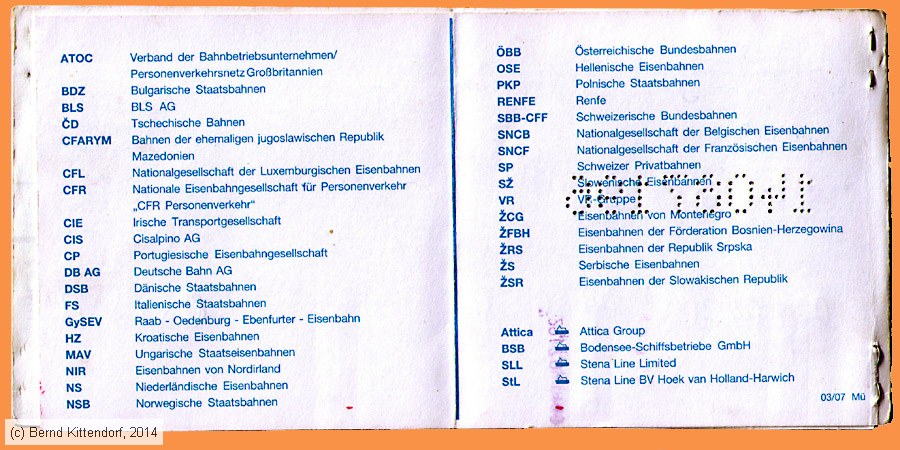 ATOC Verband der Bahnbetriebsunternehmen/
Personenverkehrsnetz Großbritannien
BDZ Bulgarische Staatsbahnen
BLS BLS AG
ČD Tschechische Bahnen
CFARYM Bahnen der ehemaligen jugoslawischen Republik
Mazedonien
CFL Nationalgesellschaft der Luxemburgischen Eisenbahnen
CFR Nationale Eisenbahngesellschaft für Personenverkehr
„CFR Personenverkehr“
CIE Irische Transportgesellschaft
CIS Cisalpino AG
CP Portugiesische Eisenbahngesellschaft
DB AG Deutsche Bahn AG
DSB Dänische Staatsbahnen
FS Italienische Staatsbahnen
GySEV Raab - Oedenburg - Ebenfurter - Eisenbahn
HZ Kroatische Eisenbahnen
MAV Ungarische Staatseisenbahnen
NIR Eisenbahnen von Nordirland
NS Niederländische Eisenbahnen
NSB Norwegische Staatsbahnen
ÖBB Österreichische Bundesbahnen
OSE Hellenische Eisenbahnen
PKP Polnische Staatsbahnen
RENFE Renfe
SBB-CFF Schweizerische Bundesbahnen
SNCB Nationalgesellschaft der Belgischen Eisenbahnen
SNCF Nationalgesellschaft der Französischen Eisenbahnen
SP Schweizer Privatbahnen
SŽ Slowenische Eisenbahnen
VR VR-Gruppe
ŽCG Eisenbahnen von Montenegro
ŽFBH Eisenbahnen der Förderation Bosnien-Herzegowina
ŽRS Eisenbahnen der Republik Srpska
ŽS Serbische Eisenbahnen
ŽSR Eisenbahnen der Slowakischen Republik
Attica Attica Group
BSB Bodensee-Schiffsbetriebe GmbH
SLL Stena Line Limited
StL Stena Line BV Hoek van Holland-Harwich
03/07 Mü
(c) Bernd Kittendorf, 2014